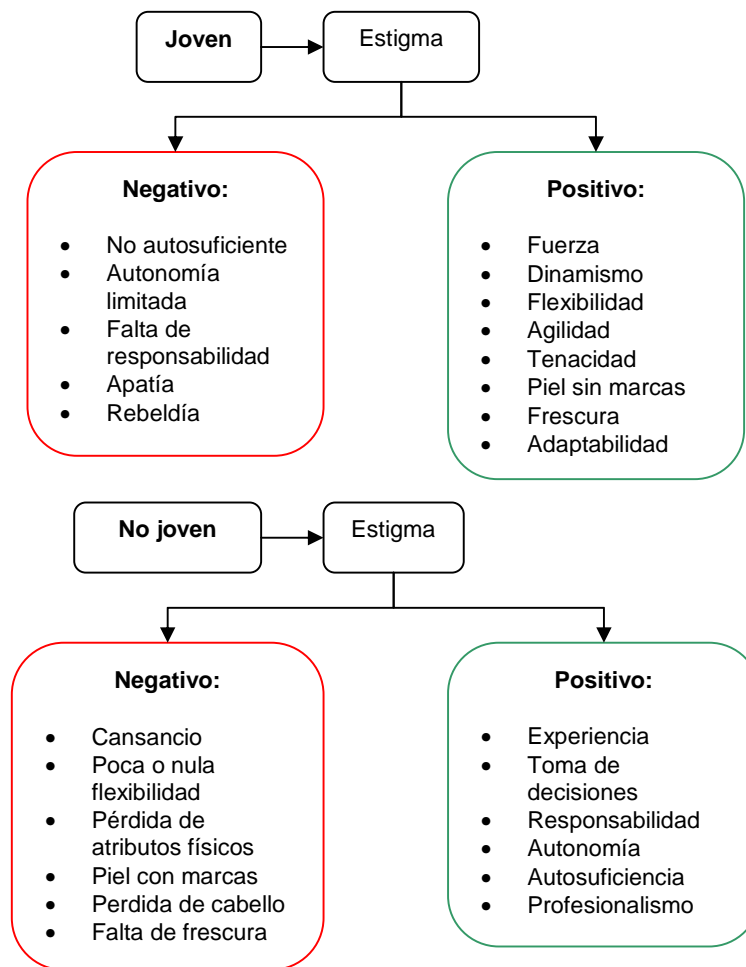 Joven
Estigma
Negativo:
• No autosuficiente
• Autonomía
limitada
• Falta de
responsabilidad
• Apatía
• Rebeldía
Positivo:
• Fuerza
• Dinamismo
• Flexibilidad
• Agilidad
• Tenacidad
• Piel sin marcas
• Frescura
• Adaptabilidad
No joven
Estigma
Negativo:
• Cansancio
• Poca o nula
flexibilidad
• Pérdida de
atributos físicos
• Piel con marcas
• Perdida de cabello
• Falta de frescura
Positivo:
• Experiencia
• Toma de
decisiones
• Responsabilidad
• Autonomía
• Autosuficiencia
• Profesionalismo